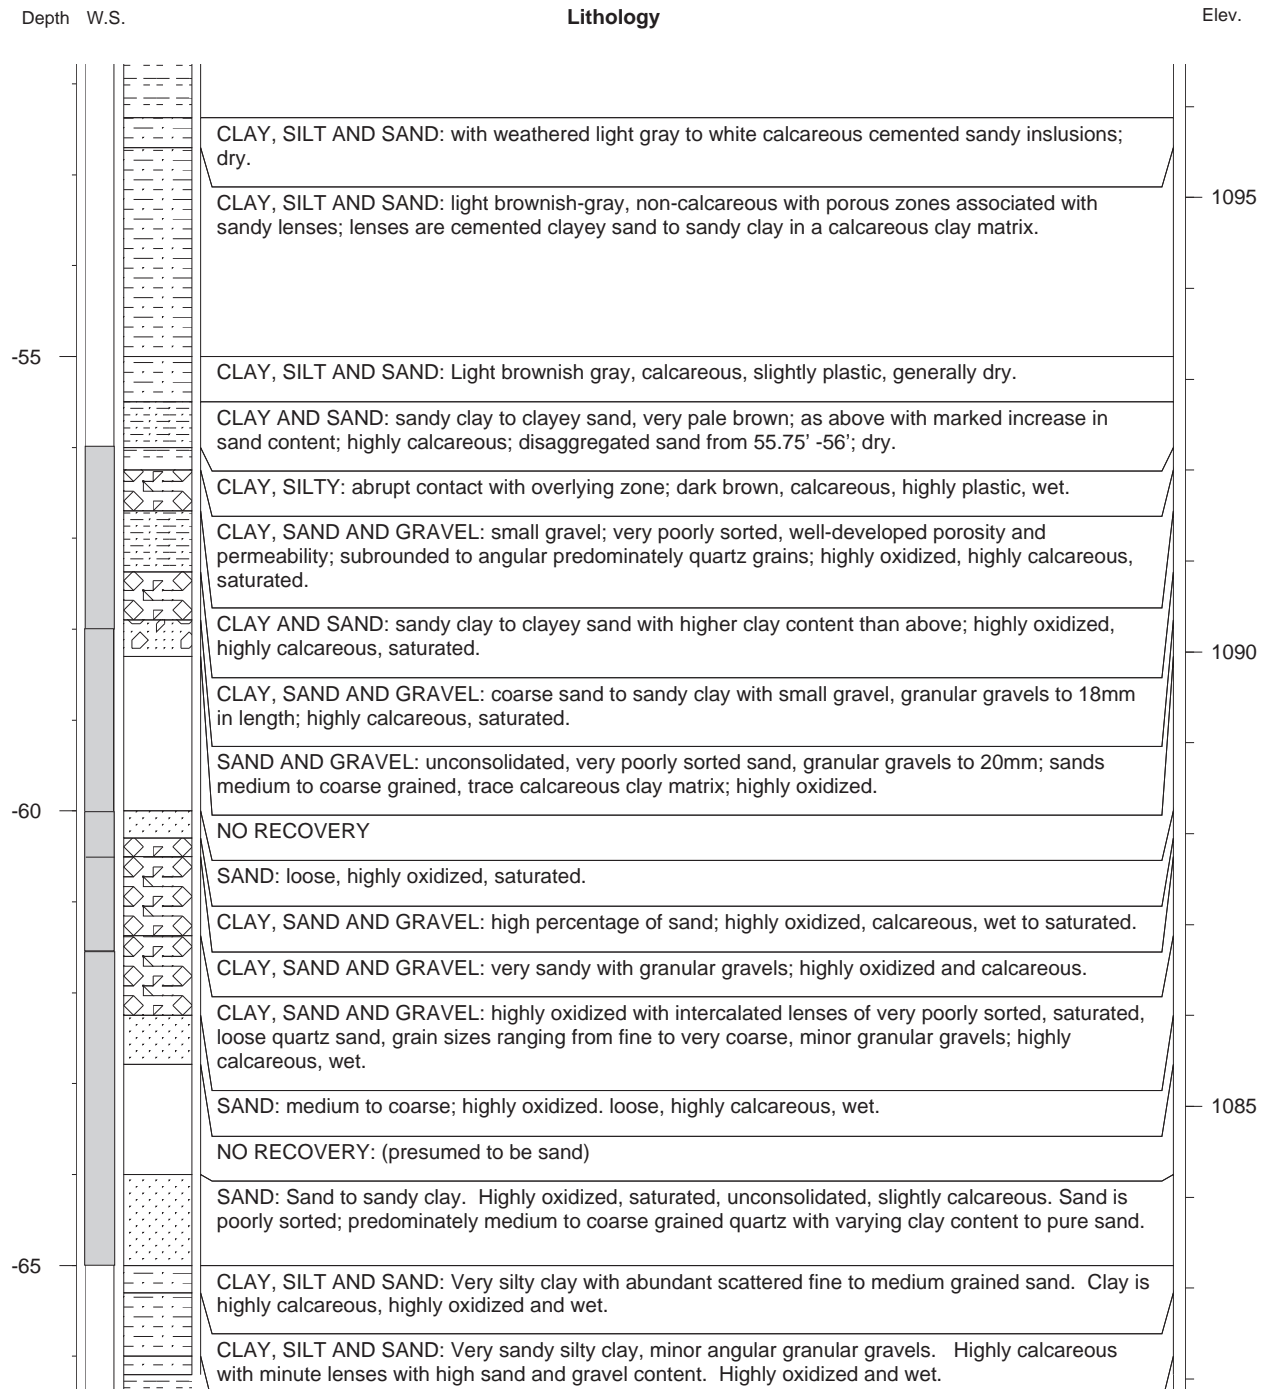 Depth W.S. Lithology Elev.
CLAY, SILT AND SAND: with weathered light gray to white calcareous cemented sandy inslusions;
dry.
CLAY, SILT AND SAND: light brownish-gray, non-calcareous with porous zones associated with
sandy lenses; lenses are cemented clayey sand to sandy clay in a calcareous clay matrix.
1095
-55
CLAY, SILT AND SAND: Light brownish gray, calcareous, slightly plastic, generally dry.
CLAY AND SAND: sandy clay to clayey sand, very pale brown; as above with marked increase in
sand content; highly calcareous; disaggregated sand from 55.75' -56'; dry.
CLAY, SILTY: abrupt contact with overlying zone; dark brown, calcareous, highly plastic, wet.
CLAY, SAND AND GRAVEL: small gravel; very poorly sorted, well-developed porosity and
permeability; subrounded to angular predominately quartz grains; highly oxidized, highly calcareous,
saturated.
CLAY AND SAND: sandy clay to clayey sand with higher clay content than above; highly oxidized,
highly calcareous, saturated.
1090
CLAY, SAND AND GRAVEL: coarse sand to sandy clay with small gravel, granular gravels to 18mm
in length; highly calcareous, saturated.
SAND AND GRAVEL: unconsolidated, very poorly sorted sand, granular gravels to 20mm; sands
medium to coarse grained, trace calcareous clay matrix; highly oxidized.
-60
NO RECOVERY
SAND: loose, highly oxidized, saturated.
CLAY, SAND AND GRAVEL: high percentage of sand; highly oxidized, calcareous, wet to saturated.
CLAY, SAND AND GRAVEL: very sandy with granular gravels; highly oxidized and calcareous.
CLAY, SAND AND GRAVEL: highly oxidized with intercalated lenses of very poorly sorted, saturated,
loose quartz sand, grain sizes ranging from fine to very coarse, minor granular gravels; highly
calcareous, wet.
SAND: medium to coarse; highly oxidized. loose, highly calcareous, wet.
1085
NO RECOVERY: (presumed to be sand)
SAND: Sand to sandy clay. Highly oxidized, saturated, unconsolidated, slightly calcareous. Sand is
poorly sorted; predominately medium to coarse grained quartz with varying clay content to pure sand.
-65
CLAY, SILT AND SAND: Very silty clay with abundant scattered fine to medium grained sand. Clay is
highly calcareous, highly oxidized and wet.
CLAY, SILT AND SAND: Very sandy silty clay, minor angular granular gravels. Highly calcareous
with minute lenses with high sand and gravel content. Highly oxidized and wet.